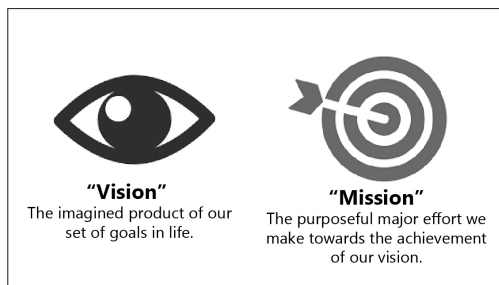 “Vision”
The imagined product of our
set of goals in life.
“Mission”
The purposeful major effort we
make towards the achievement
of our vision.